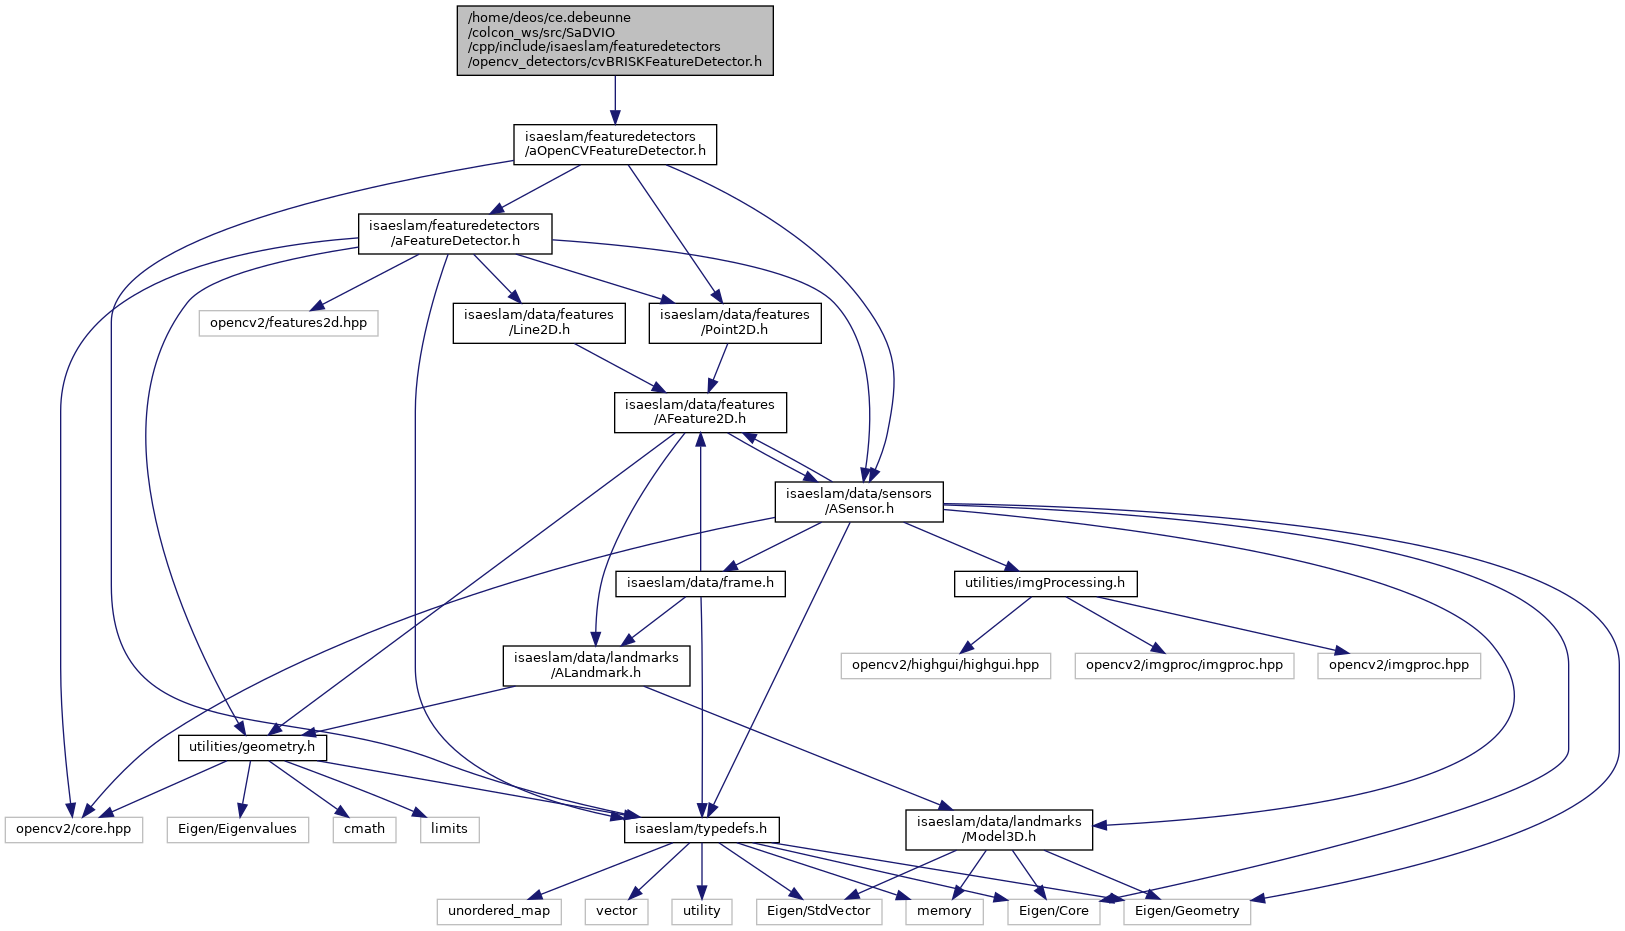 /home/deos/ce.debeunne
/colcon_ws/src/SaDVIO
/cpp/include/isaeslam/featuredetectors
/opencv_detectors/cvBRISKFeatureDetector.h
isaeslam/featuredetectors
/aOpenCVFeatureDetector.h
isaeslam/featuredetectors
/aFeatureDetector.h
opencv2/features2d.hpp
isaeslam/data/features
/Line2D.h
isaeslam/data/features
/Point2D.h
isaeslam/data/features
/AFeature2D.h
isaeslam/data/sensors
/ASensor.h
isaeslam/data/frame.h
utilities/imgProcessing.h
isaeslam/data/landmarks
/ALandmark.h
opencv2/highgui/highgui.hpp
opencv2/imgproc/imgproc.hpp
opencv2/imgproc.hpp
utilities/geometry.h
opencv2/core.hpp
Eigen/Eigenvalues
cmath
limits
isaeslam/typedefs.h
isaeslam/data/landmarks
/Model3D.h
unordered_map
vector
utility
Eigen/StdVector
memory
Eigen/Core
Eigen/Geometry